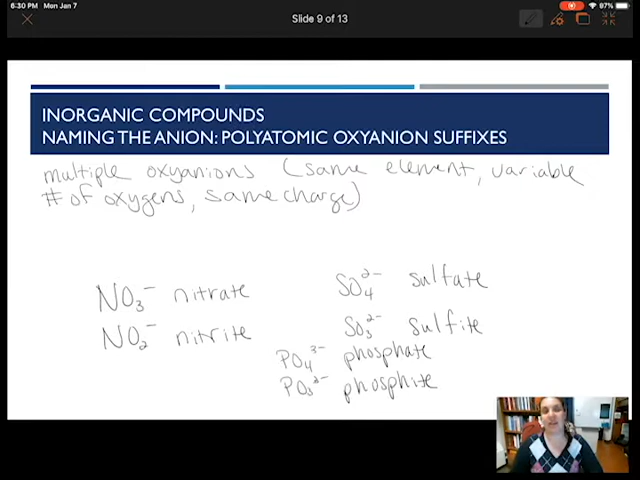 6:30 PM Mon Jan 7
97%
Slide 9 of 13
INORGANIC COMPOUNDS
NAMING THE ANION: POLYATOMIC OXYANION SUFFIXES
multiple oxyanions (same element, variable
# of oxygens, same charge)
NO₃⁻ nitrate
NO₂⁻ nitrite
SO₄²⁻ sulfate
SO₃²⁻ sulfite
PO₄³⁻ phosphate
PO₃³⁻ phosphite